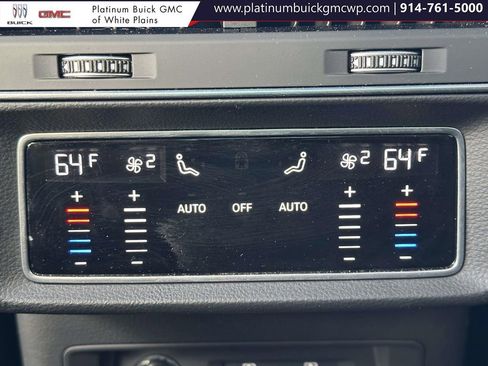 BUICK
GMC
Platinum Buick GMC
of White Plains
www.platinumbuickgmcwp.com | 914-761-5000
64 F
2
2
64 F
+ + + +
AUTO OFF AUTO
- - - -